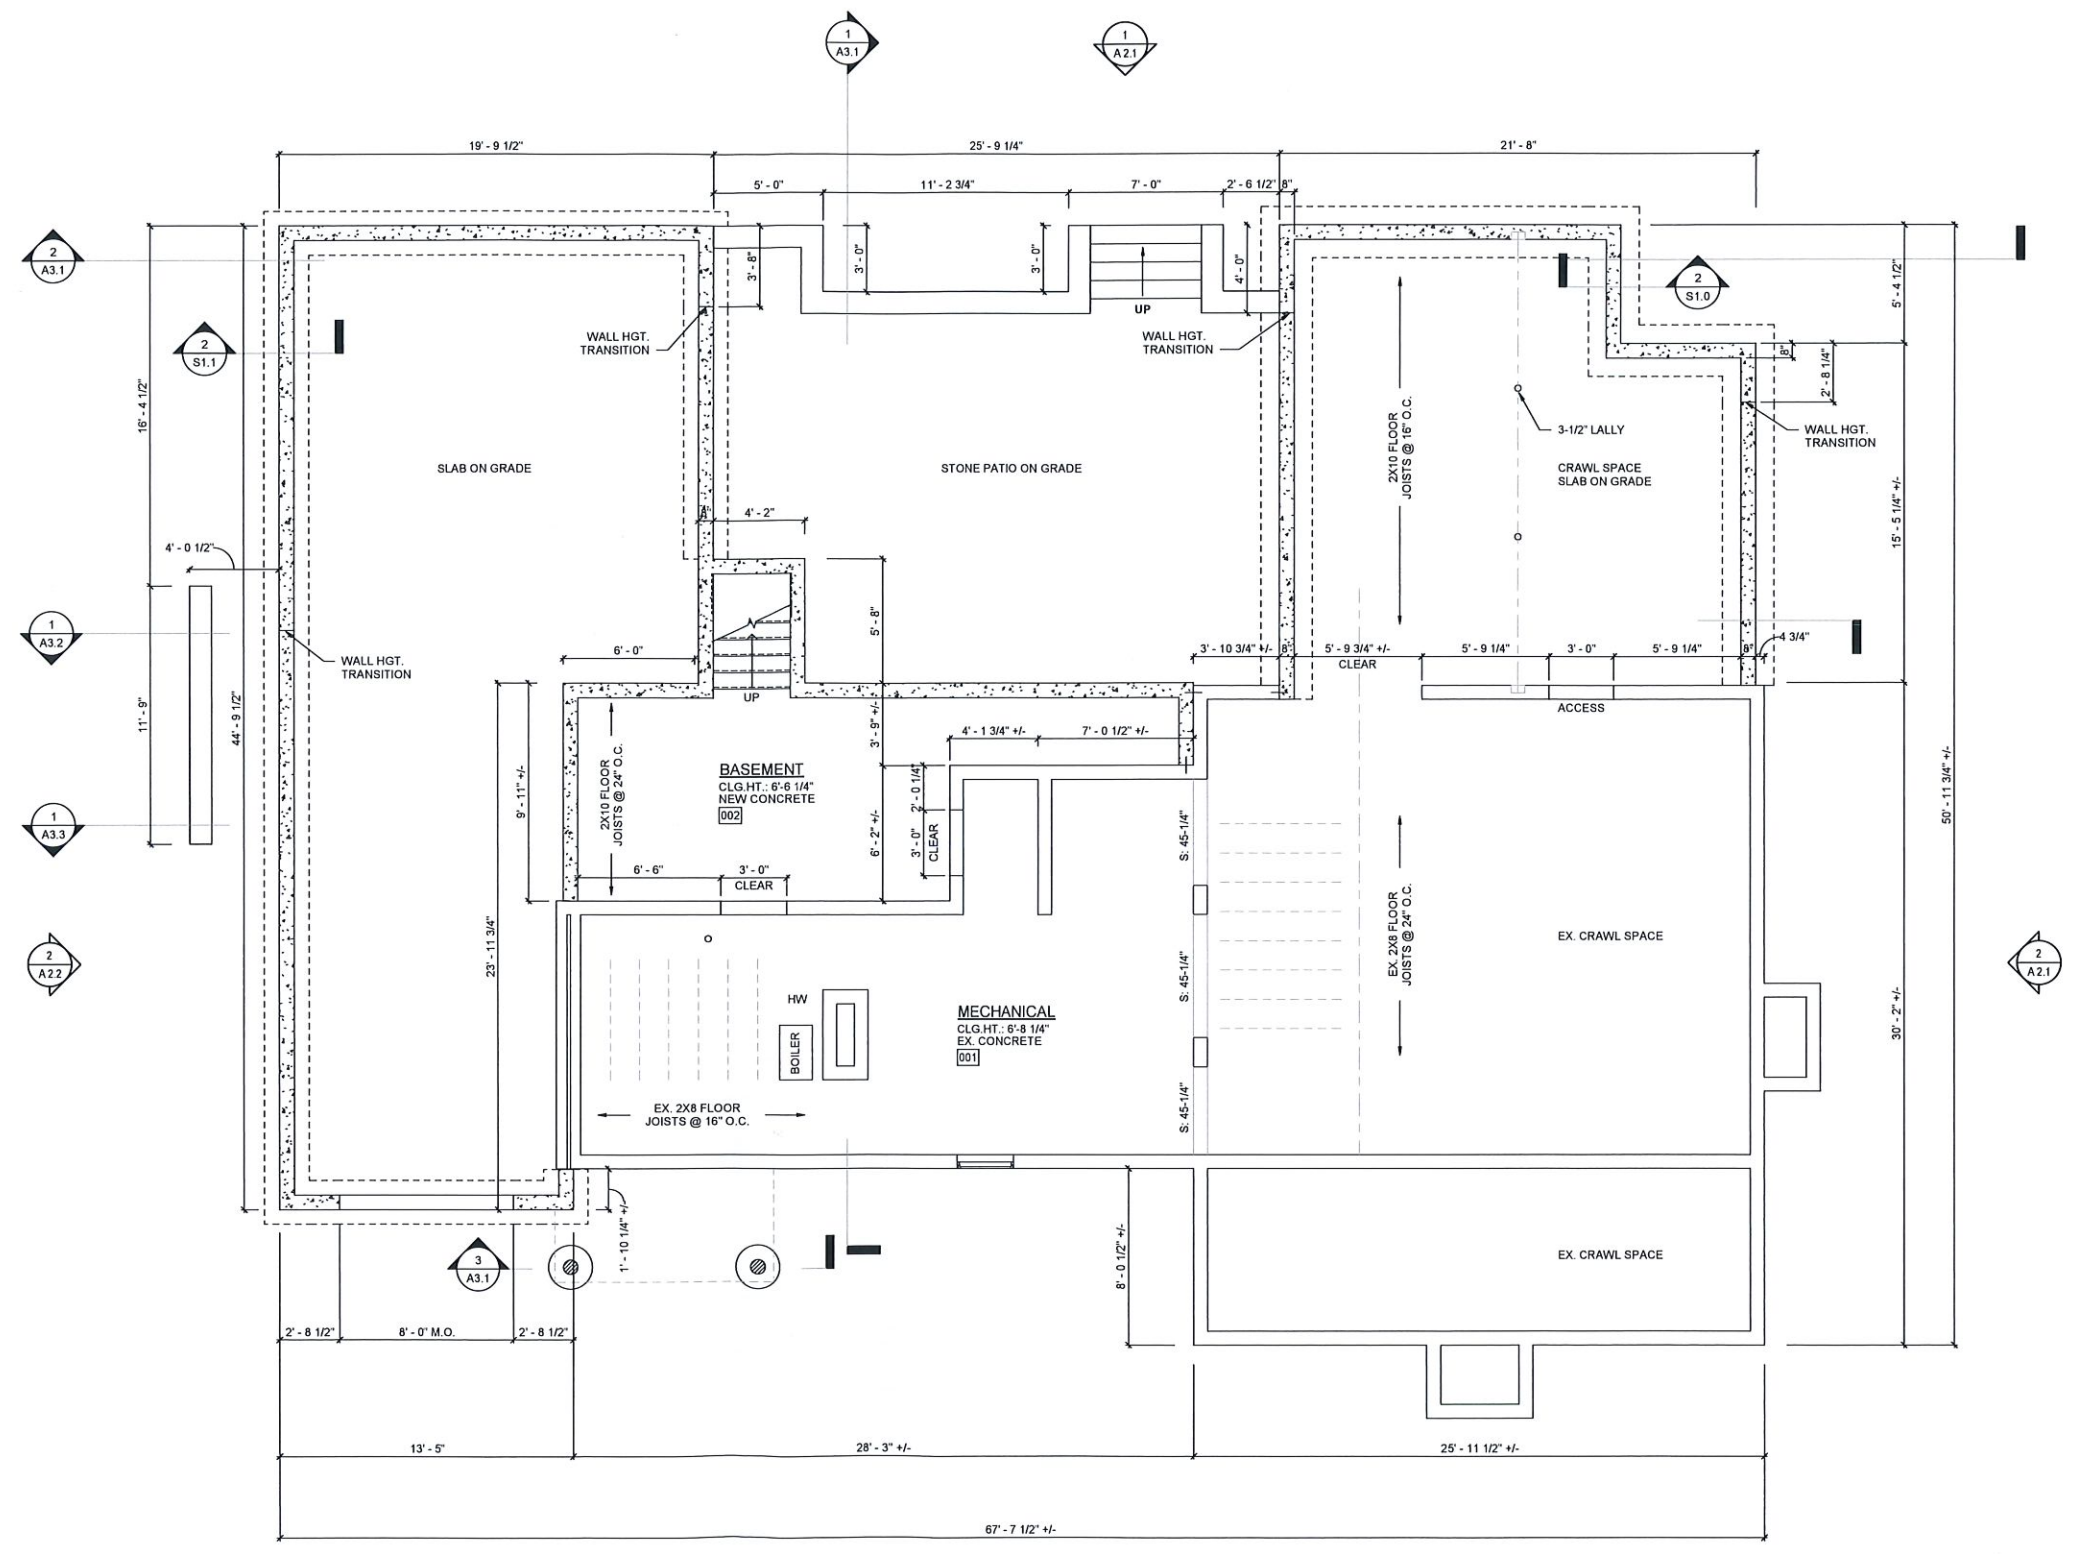 1
A3.1
1
A2.1
19' - 9 1/2"
25' - 9 1/4"
21' - 8"
5' - 0"
11' - 2 3/4"
7' - 0"
2' - 6 1/2"
8"
2
A3.1
2
S1.1
3' - 8"
3' - 0"
3' - 0"
4' - 0"
UP
2
S1.0
5' - 4 1/2"
WALL HGT.
TRANSITION
WALL HGT.
TRANSITION
8"
2' - 8 1/4"
16' - 4 1/2"
2X10 FLOOR
JOISTS @ 16" O.C.
3-1/2" LALLY
WALL HGT.
TRANSITION
SLAB ON GRADE
STONE PATIO ON GRADE
CRAWL SPACE
SLAB ON GRADE
4' - 2"
15' - 5 1/4" +/-
4' - 0 1/2"
5' - 8"
1
A3.2
WALL HGT.
TRANSITION
6' - 0"
UP
3' - 10 3/4" +/-
8"
5' - 9 3/4" +/-
CLEAR
5' - 9 1/4"
3' - 0"
5' - 9 1/4"
8"
4 3/4"
ACCESS
11' - 9"
44' - 9 1/2"
3' - 9" +/-
4' - 1 3/4" +/-
7' - 0 1/2" +/-
9' - 11" +/-
2X10 FLOOR
JOISTS @ 24" O.C.
BASEMENT
CLG.HT.: 6'-6 1/4"
NEW CONCRETE
002
2' - 0 1/4"
3' - 0"
CLEAR
6' - 2" +/-
S: 45-1/4"
50' - 11 3/4" +/-
1
A3.3
6' - 6"
3' - 0"
CLEAR
23' - 11 3/4"
EX. 2X8 FLOOR
JOISTS @ 24" O.C.
EX. CRAWL SPACE
2
A2.2
2
A2.1
S: 45-1/4"
HW
BOILER
MECHANICAL
CLG.HT.: 6'-8 1/4"
EX. CONCRETE
001
30' - 2" +/-
EX. 2X8 FLOOR
JOISTS @ 16" O.C.
S: 45-1/4"
1' - 10 1/4" +/-
8' - 0 1/2" +/-
EX. CRAWL SPACE
3
A3.1
2' - 8 1/2"
8' - 0" M.O.
2' - 8 1/2"
13' - 5"
28' - 3" +/-
25' - 11 1/2" +/-
67' - 7 1/2" +/-